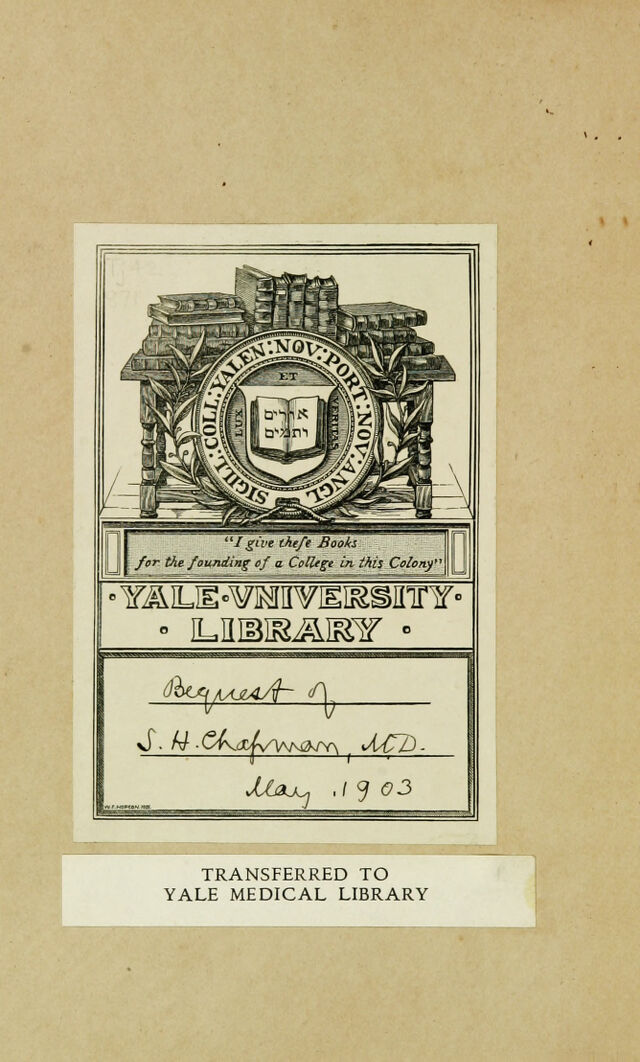 SIGILL:COLL:YALEN:NOV:PORT:NOV:ANGL
ET
LUX
VERITAS
אורים
ותמים
"I give theſe Books
for the founding of a College in this Colony"
·YALE·VNIVERSITY·
· LIBRARY ·
Bequest of
S. H. Chapman, M.D.
May, 1903
TRANSFERRED TO
YALE MEDICAL LIBRARY